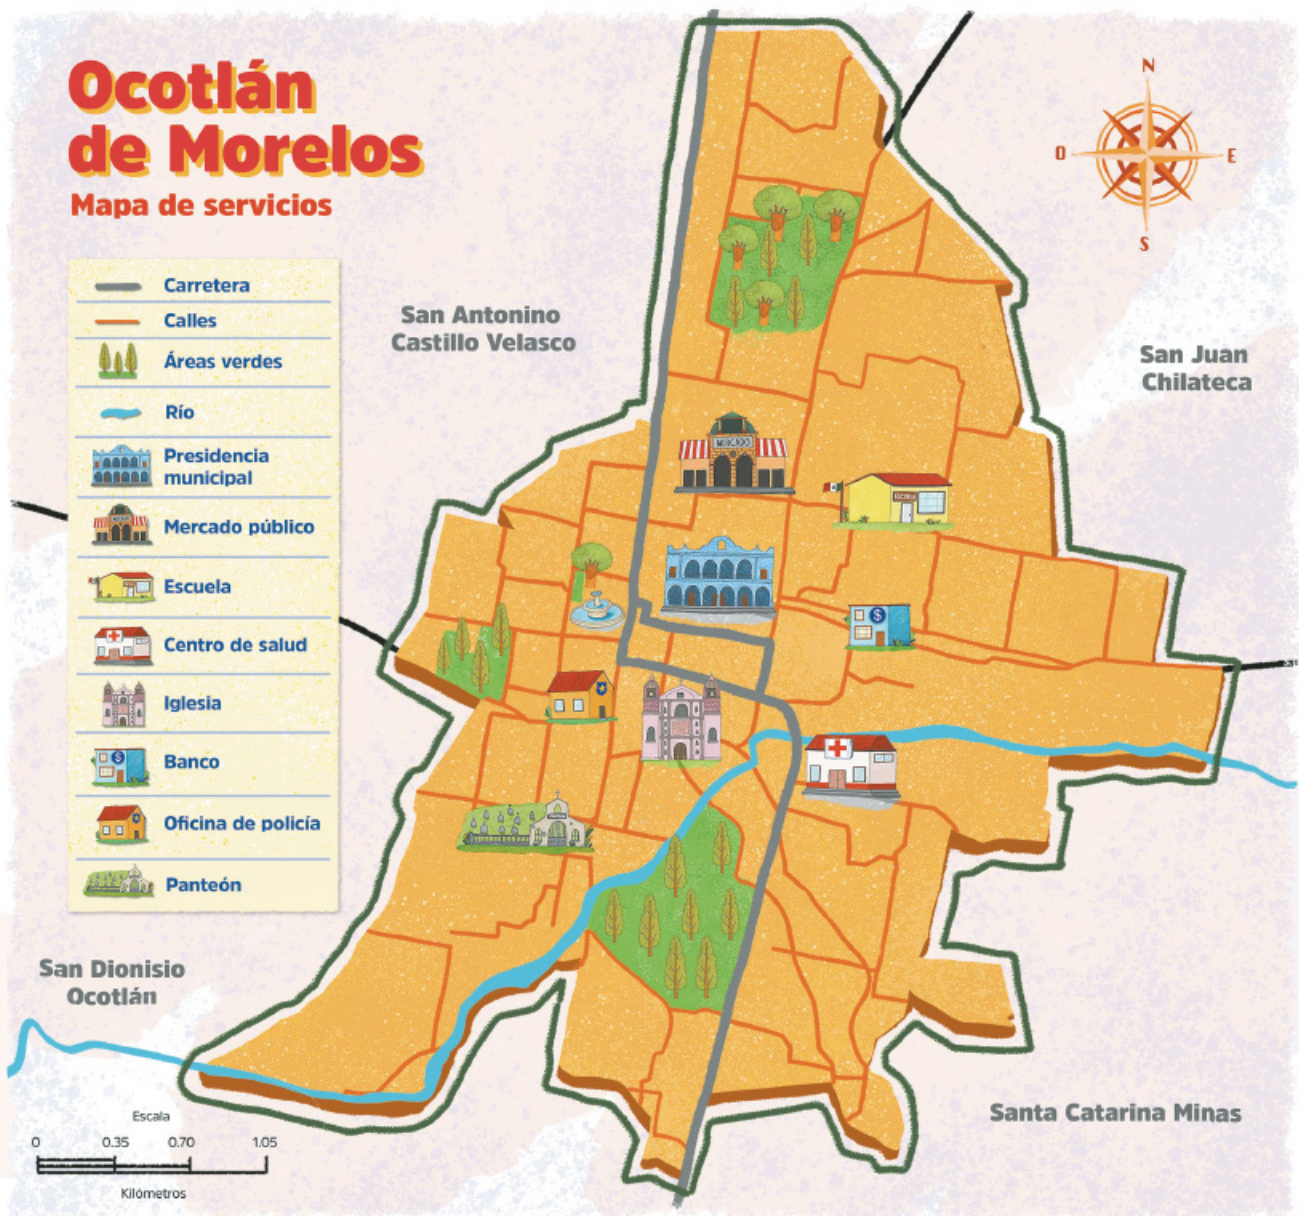 Ocotlán
de Morelos
Mapa de servicios
N
O
E
S
Carretera
Calles
Áreas verdes
Río
Presidencia
municipal
Mercado público
Escuela
Centro de salud
Iglesia
Banco
Oficina de policía
Panteón
San Antonino
Castillo Velasco
San Juan
Chilateca
MERCADO
ESCUELA
$
$
San Dionisio
Ocotlán
Santa Catarina Minas
Escala
0 0.35 0.70 1.05
Kilómetros